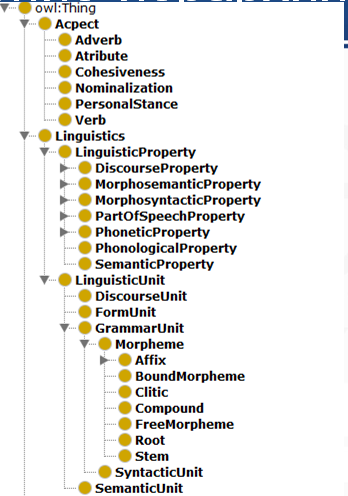 owl:Thing
Acpect
Adverb
Atribute
Cohesiveness
Nominalization
PersonalStance
Verb
Linguistics
LinguisticProperty
DiscourseProperty
MorphosemanticProperty
MorphosyntacticProperty
PartOfSpeechProperty
PhoneticProperty
PhonologicalProperty
SemanticProperty
LinguisticUnit
DiscourseUnit
FormUnit
GrammarUnit
Morpheme
Affix
BoundMorpheme
Clitic
Compound
FreeMorpheme
Root
Stem
SyntacticUnit
SemanticUnit